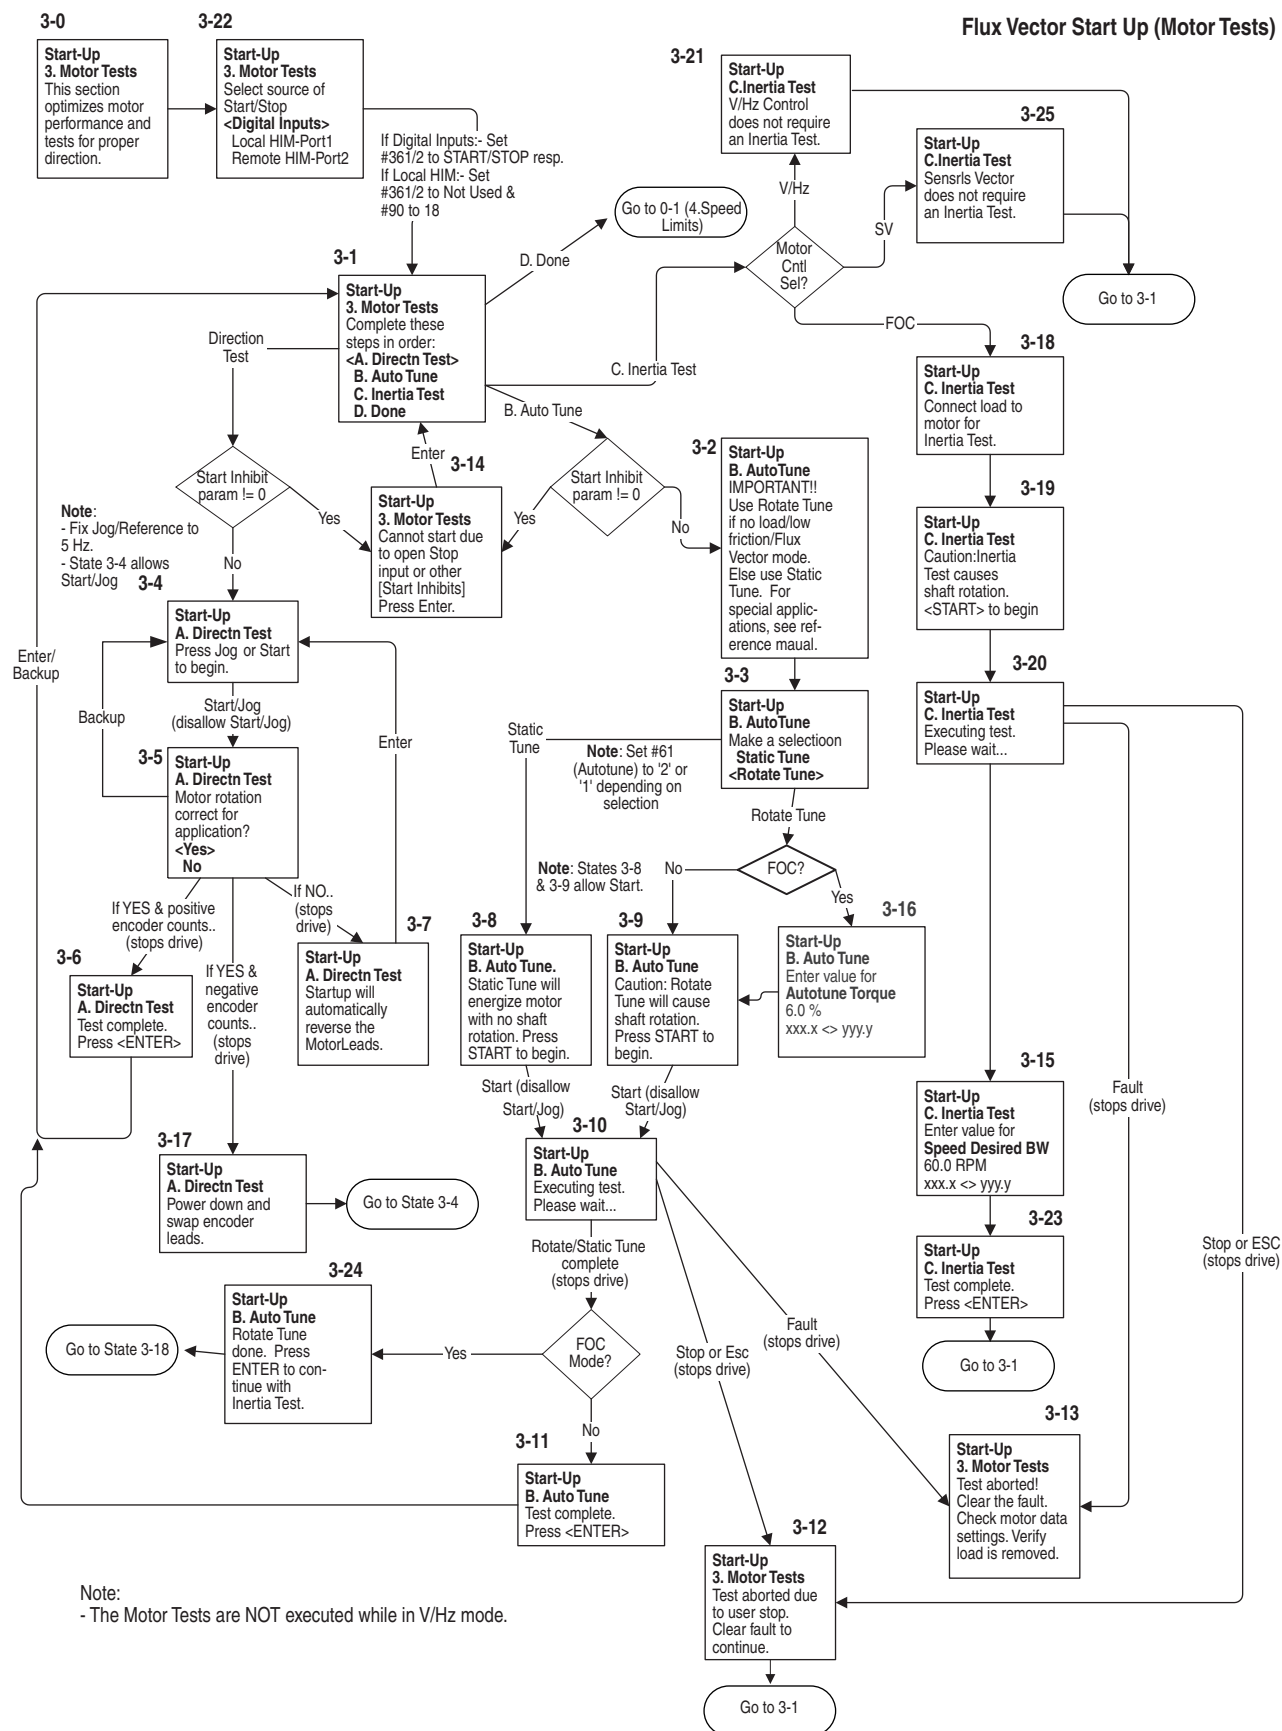 Flux Vector Start Up (Motor Tests)
3-0
Start-Up
3. Motor Tests
This section
optimizes motor
performance and
tests for proper
direction.
3-22
Start-Up
3. Motor Tests
Select source of
Start/Stop
<Digital Inputs>
Local HIM-Port1
Remote HIM-Port2
If Digital Inputs:- Set
#361/2 to START/STOP resp.
If Local HIM:- Set
#361/2 to Not Used &
#90 to 18
3-21
Start-Up
C.Inertia Test
V/Hz Control
does not require
an Inertia Test.
3-25
Start-Up
C.Inertia Test
Sensrls Vector
does not require
an Inertia Test.
V/Hz
SV
Go to 0-1 (4.Speed
Limits)
D. Done
Motor
Cntl
Sel?
Go to 3-1
FOC
3-1
Start-Up
3. Motor Tests
Complete these
steps in order:
<A. Directn Test>
B. Auto Tune
C. Inertia Test
D. Done
Direction
Test
C. Inertia Test
B. Auto Tune
3-18
Start-Up
C. Inertia Test
Connect load to
motor for
Inertia Test.
Start Inhibit
param != 0
Yes
No
Note:
- Fix Jog/Reference to
5 Hz.
- State 3-4 allows
Start/Jog
Enter
3-14
Start-Up
3. Motor Tests
Cannot start due
to open Stop
input or other
[Start Inhibits]
Press Enter.
Start Inhibit
param != 0
Yes
No
3-2
Start-Up
B. AutoTune
IMPORTANT!!
Use Rotate Tune
if no load/low
friction/Flux
Vector mode.
Else use Static
Tune. For
special applic-
ations, see ref-
erence maual.
3-19
Start-Up
C. Inertia Test
Caution:Inertia
Test causes
shaft rotation.
<START> to begin
3-4
Start-Up
A. Directn Test
Press Jog or Start
to begin.
Enter/
Backup
Backup
Start/Jog
(disallow Start/Jog)
Enter
3-20
Start-Up
C. Inertia Test
Executing test.
Please wait...
3-3
Start-Up
B. AutoTune
Make a selectioon
Static Tune
<Rotate Tune>
Static
Tune
Note: Set #61
(Autotune) to '2' or
'1' depending on
selection
Rotate Tune
3-5
Start-Up
A. Directn Test
Motor rotation
correct for
application?
<Yes>
No
Note: States 3-8
& 3-9 allow Start.
No
FOC?
Yes
If YES & positive
encoder counts..
(stops drive)
If NO..
(stops
drive)
If YES &
negative
encoder
counts..
(stops
drive)
3-6
Start-Up
A. Directn Test
Test complete.
Press <ENTER>
3-7
Start-Up
A. Directn Test
Startup will
automatically
reverse the
MotorLeads.
3-8
Start-Up
B. Auto Tune.
Static Tune will
energize motor
with no shaft
rotation. Press
START to begin.
3-9
Start-Up
B. Auto Tune
Caution: Rotate
Tune will cause
shaft rotation.
Press START to
begin.
3-16
Start-Up
B. Auto Tune
Enter value for
Autotune Torque
6.0 %
xxx.x <> yyy.y
Start (disallow
Start/Jog)
Start (disallow
Start/Jog)
3-15
Start-Up
C. Inertia Test
Enter value for
Speed Desired BW
60.0 RPM
xxx.x <> yyy.y
Fault
(stops drive)
3-17
Start-Up
A. Directn Test
Power down and
swap encoder
leads.
Go to State 3-4
3-10
Start-Up
B. Auto Tune
Executing test.
Please wait...
3-23
Start-Up
C. Inertia Test
Test complete.
Press <ENTER>
Stop or ESC
(stops drive)
Rotate/Static Tune
complete
(stops drive)
3-24
Start-Up
B. Auto Tune
Rotate Tune
done. Press
ENTER to con-
tinue with
Inertia Test.
Go to State 3-18
Yes
FOC
Mode?
No
Stop or Esc
(stops drive)
Fault
(stops drive)
Go to 3-1
3-11
Start-Up
B. Auto Tune
Test complete.
Press <ENTER>
3-13
Start-Up
3. Motor Tests
Test aborted!
Clear the fault.
Check motor data
settings. Verify
load is removed.
3-12
Start-Up
3. Motor Tests
Test aborted due
to user stop.
Clear fault to
continue.
Go to 3-1
Note:
- The Motor Tests are NOT executed while in V/Hz mode.